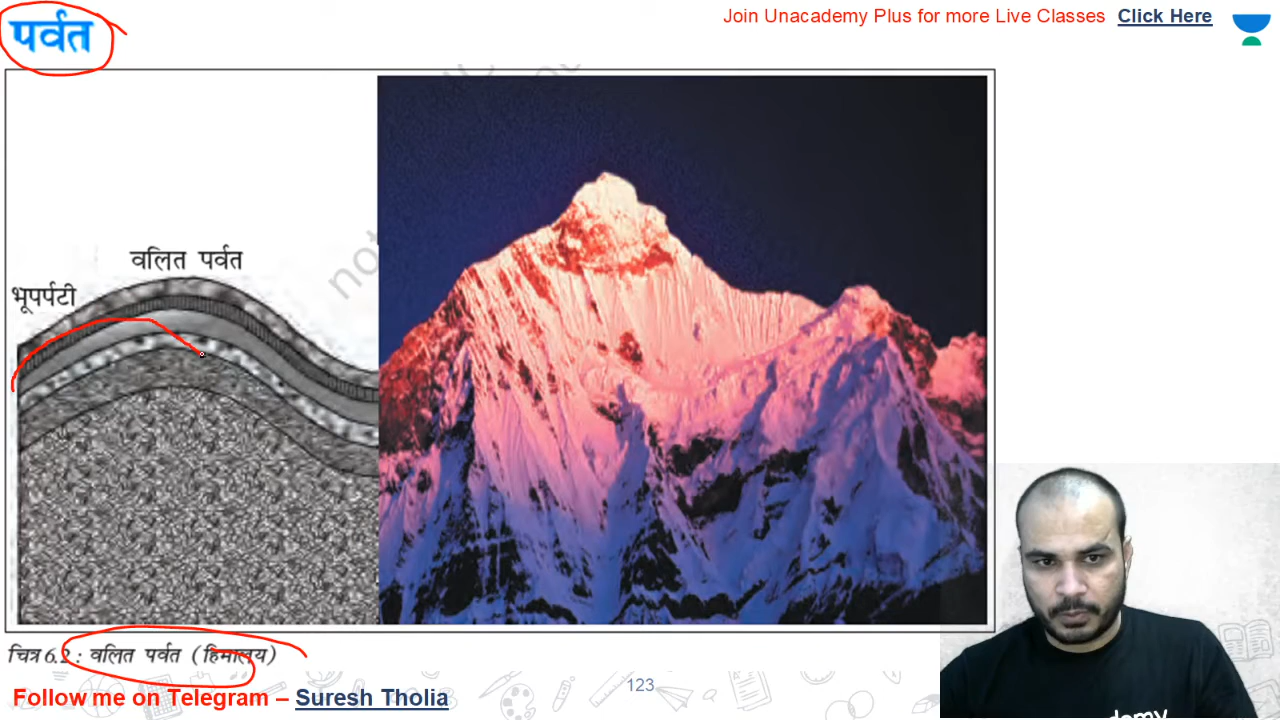 पर्वत
Join Unacademy Plus for more Live Classes Click Here
not
वलित पर्वत
भूपर्पटी
चित्र 6.2 : वलित पर्वत (हिमालय)
Follow me on Telegram – Suresh Tholia
123